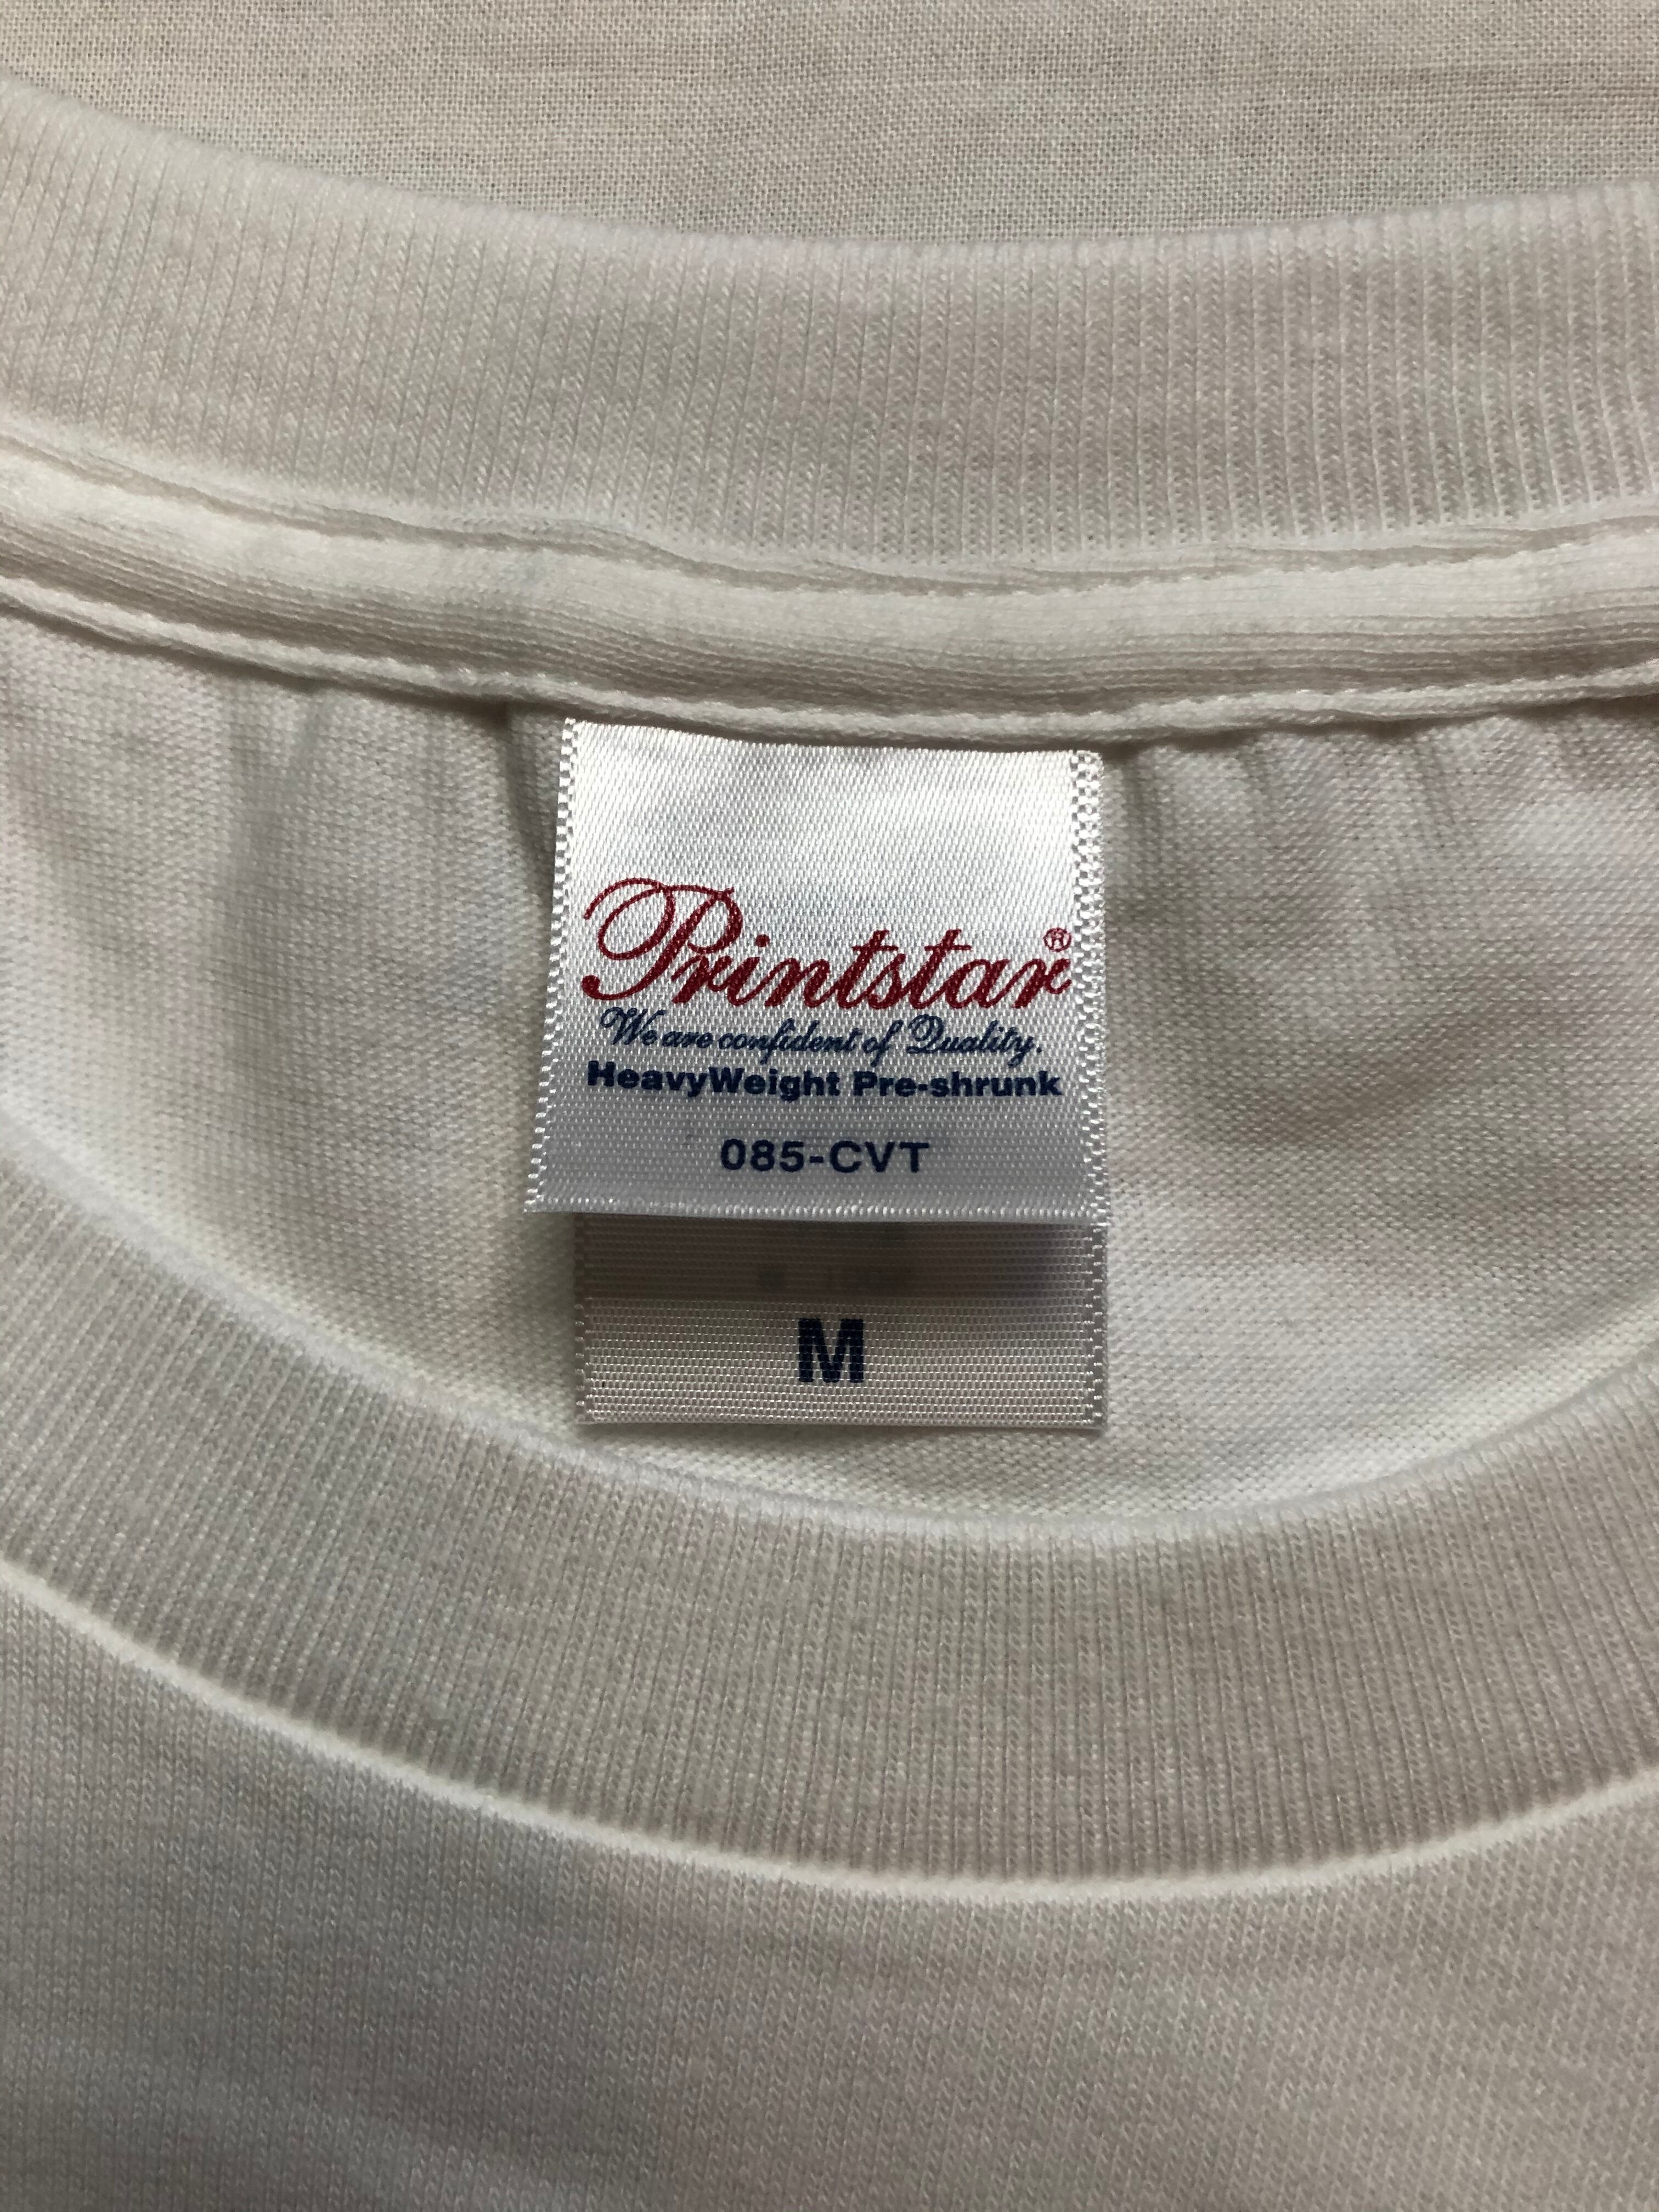 Printstar®
We are confident of Quality.
HeavyWeight Pre-shrunk
085-CVT
M